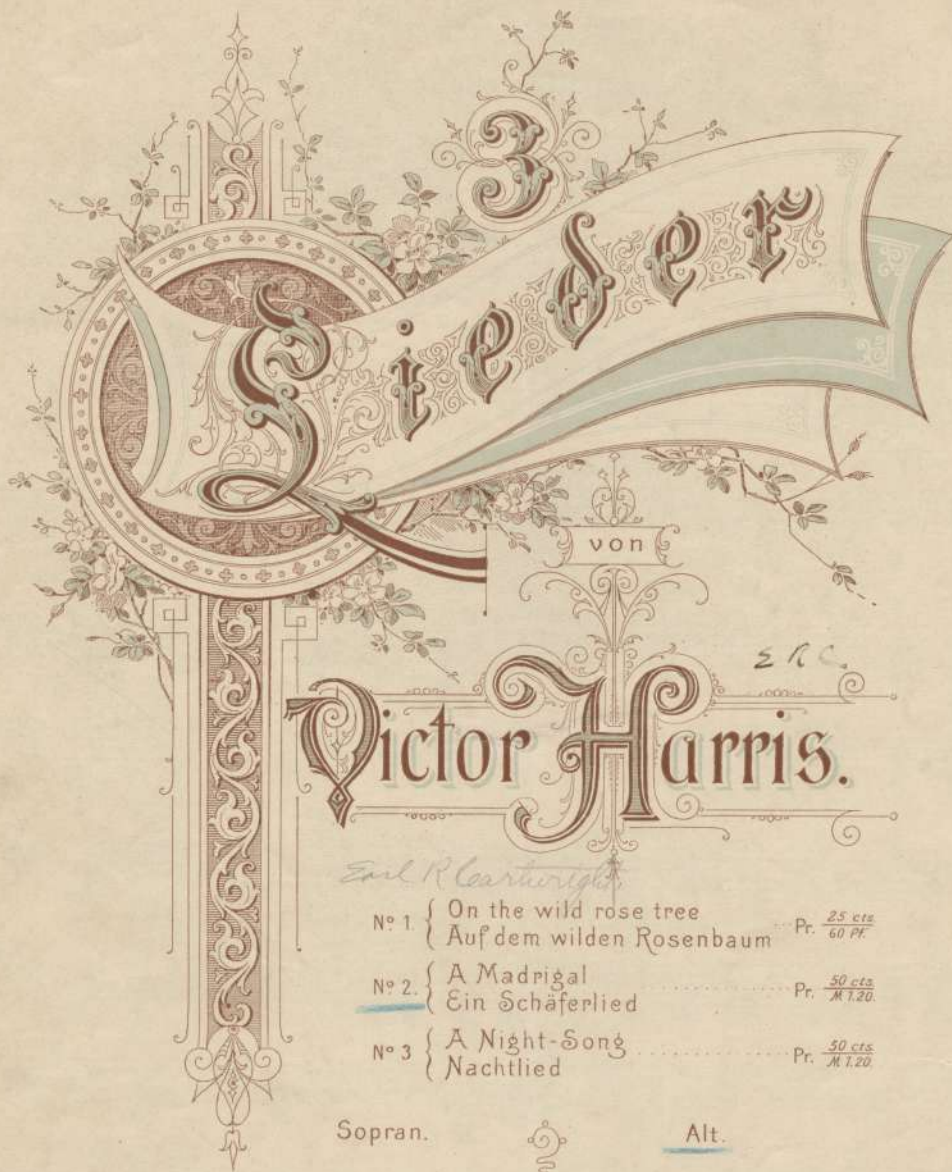 3
Lieder
von
E R C.
Victor Harris.
Earl R Cartwright
Nº 1. { On the wild rose tree
Auf dem wilden Rosenbaum ... Pr. 25 cts. / 60 Pf.
Nº 2. { A Madrigal
Ein Schäferlied ........ Pr. 50 cts. / M. 1.20.
Nº 3 { A Night-Song
Nachtlied ........ Pr. 50 cts. / M. 1.20.
Sopran. Alt.